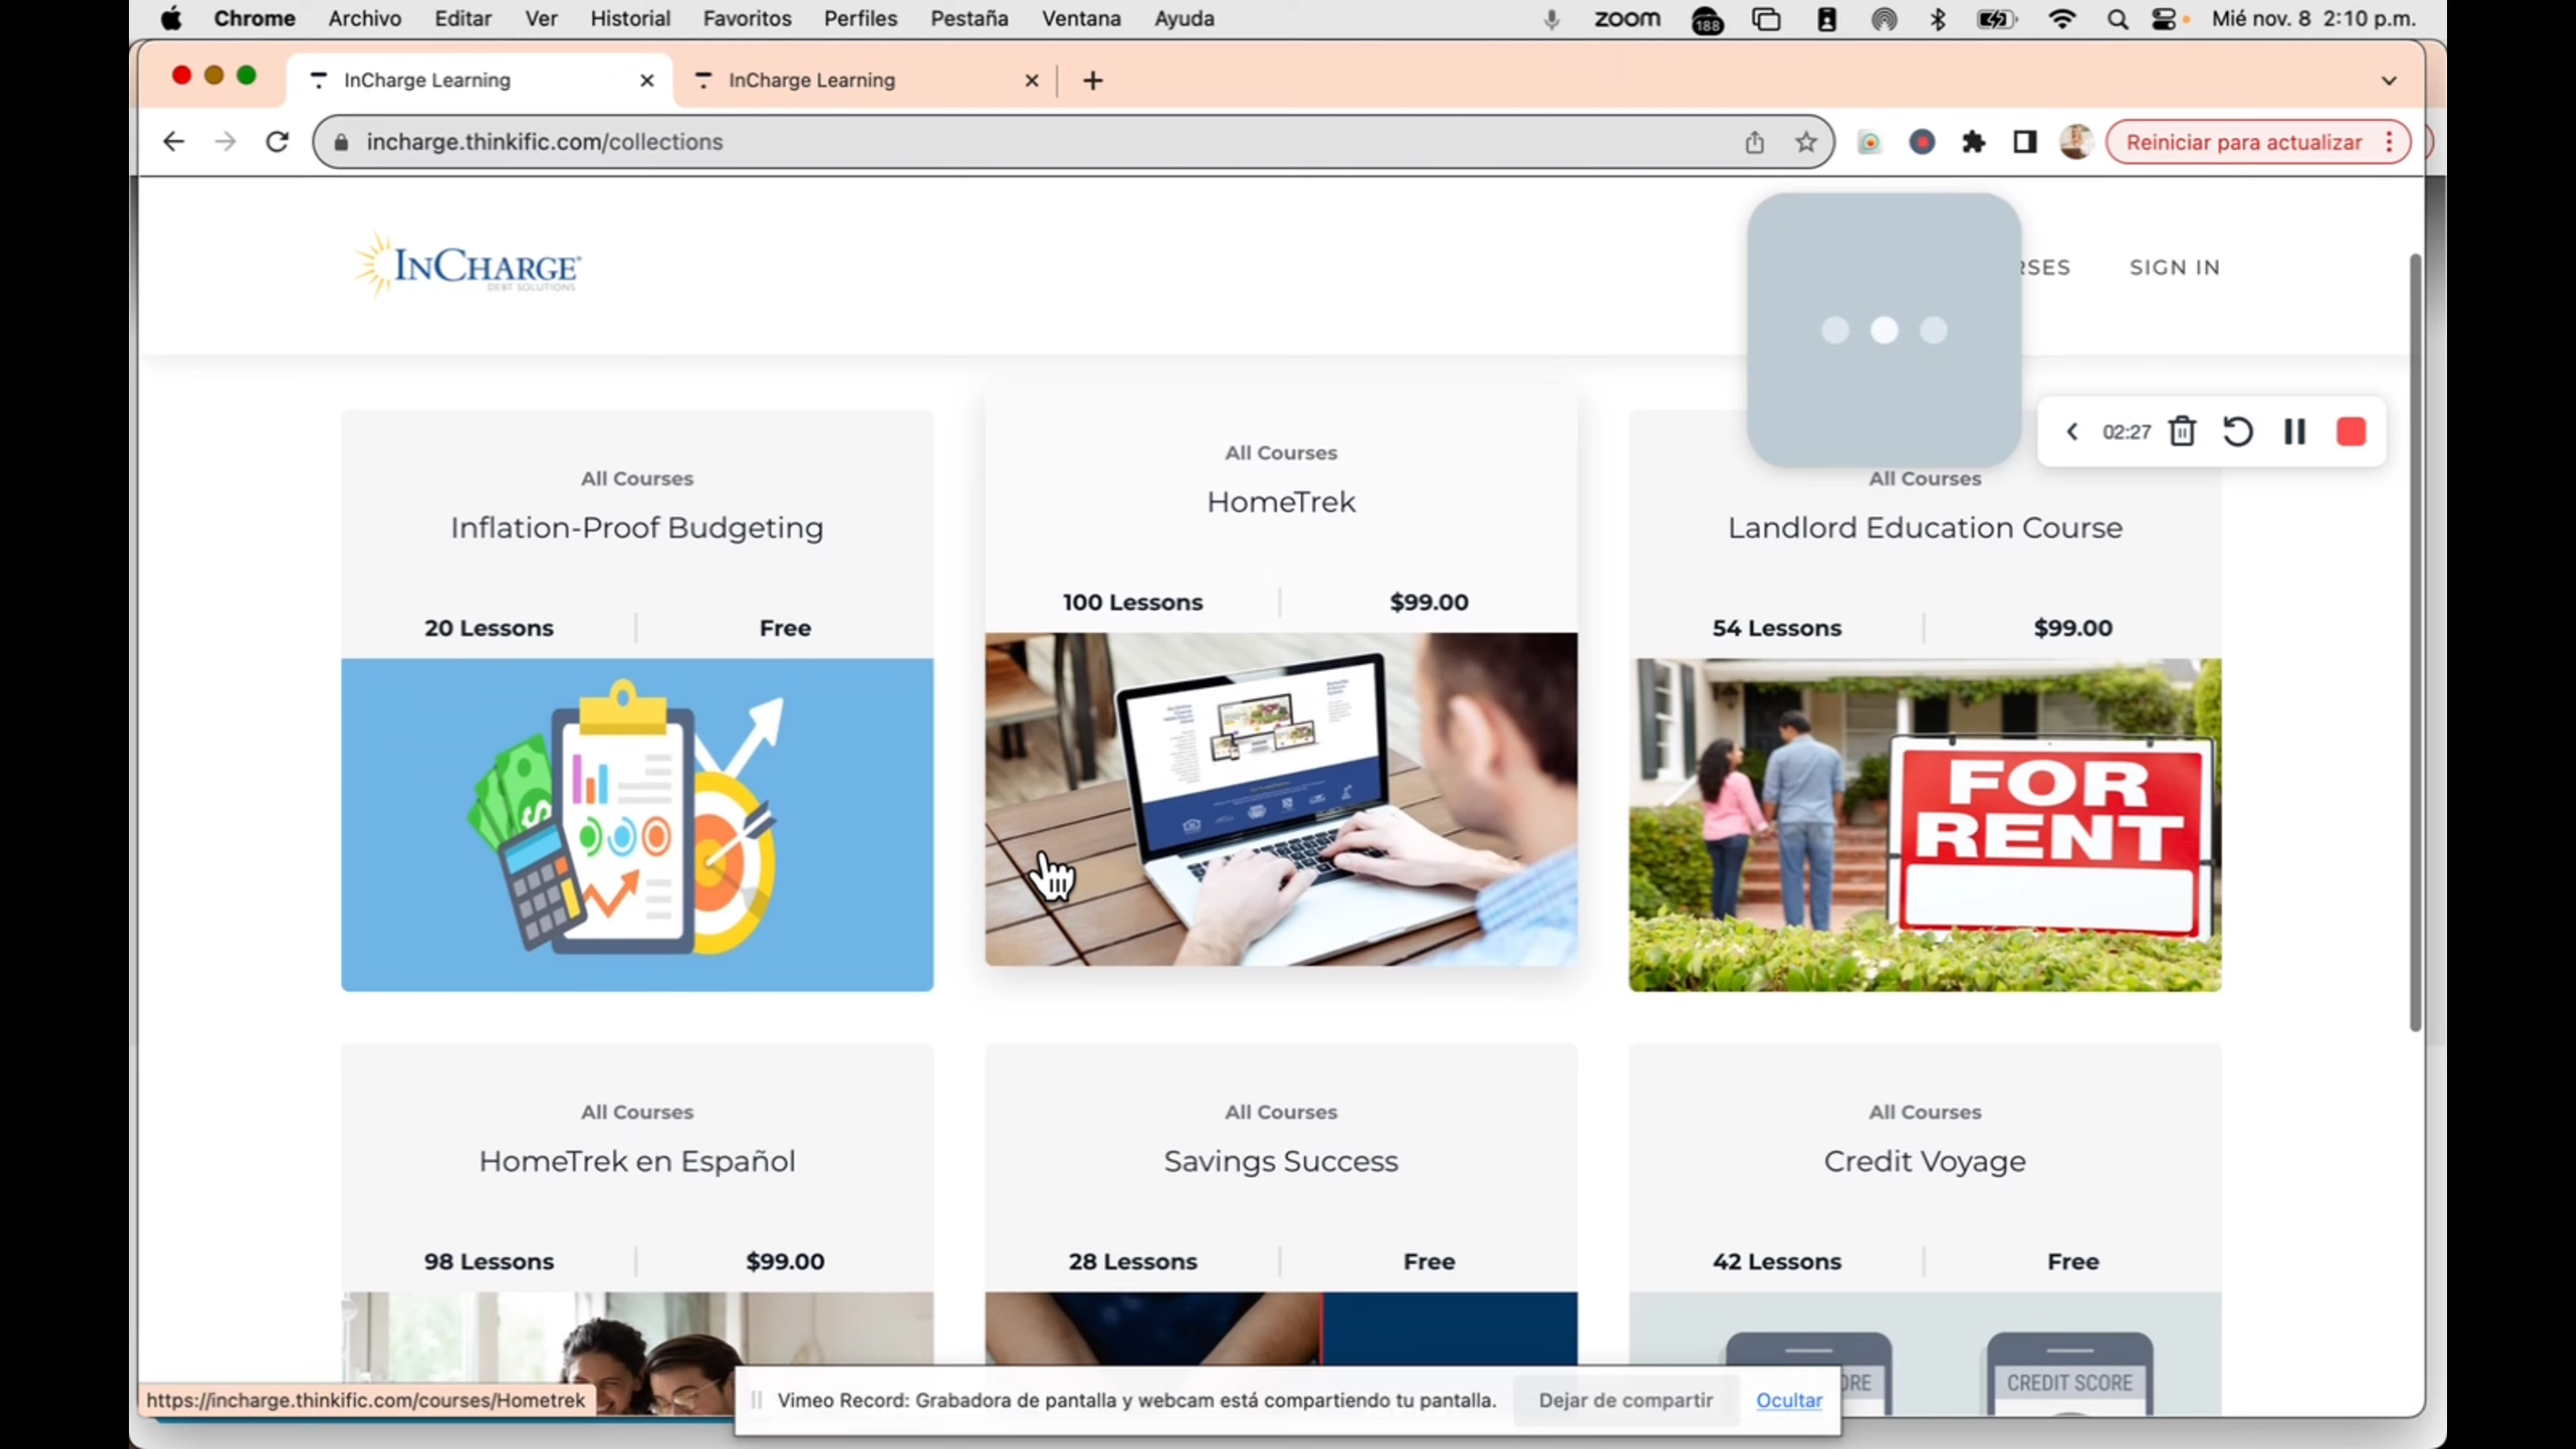 Chrome Archivo Editar Ver Historial Favoritos Perfiles Pestaña Ventana Ayuda zoom 188 Mié nov. 8 2:10 p.m.
InCharge Learning InCharge Learning
incharge.thinkific.com/collections Reiniciar para actualizar
INCHARGE
DEBT SOLUTIONS
RSES SIGN IN
02:27
All Courses
Inflation-Proof Budgeting
20 Lessons Free
All Courses
HomeTrek
100 Lessons $99.00
All Courses
Landlord Education Course
54 Lessons $99.00
FOR
RENT
All Courses
HomeTrek en Español
98 Lessons $99.00
All Courses
Savings Success
28 Lessons Free
All Courses
Credit Voyage
42 Lessons Free
ORE
CREDIT SCORE
https://incharge.thinkific.com/courses/Hometrek
Vimeo Record: Grabadora de pantalla y webcam está compartiendo tu pantalla. Dejar de compartir Ocultar